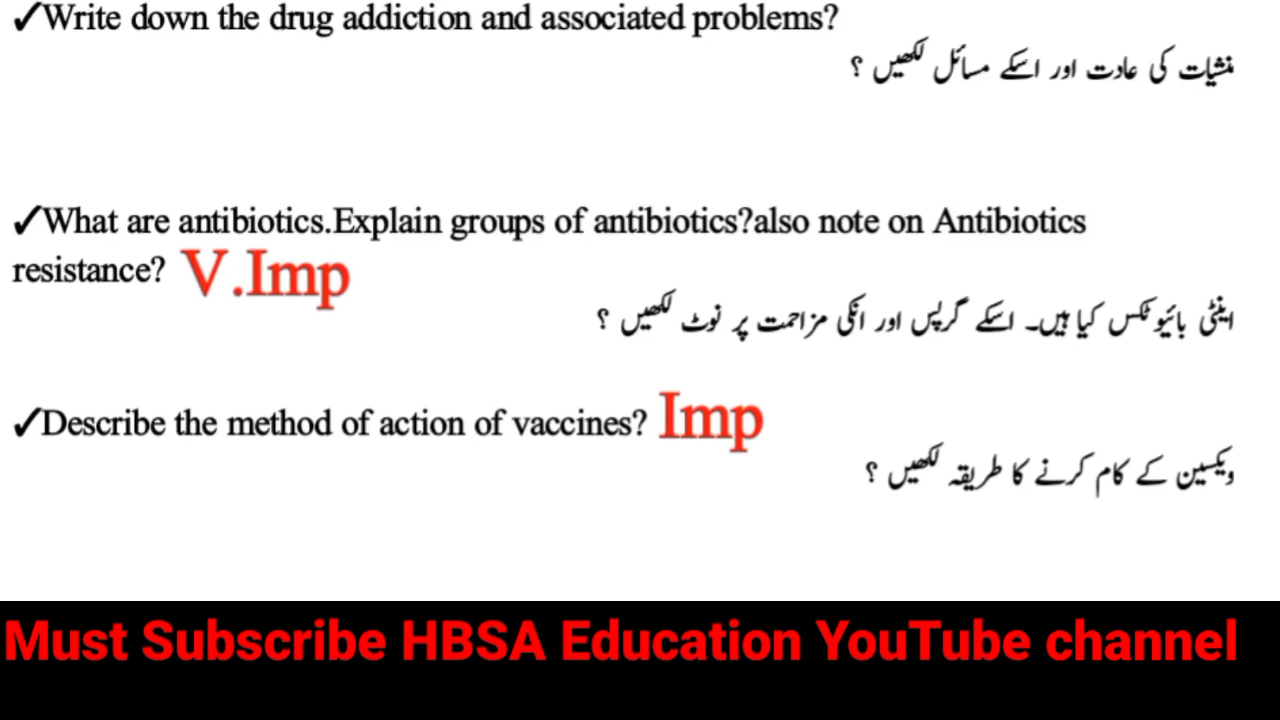 ✓Write down the drug addiction and associated problems?
منشیات کی عادت اور اسکے مسائل لکھیں ؟
✓What are antibiotics.Explain groups of antibiotics?also note on Antibiotics
resistance? V.Imp
اینٹی بائیوٹکس کیا ہیں۔ اسکے گرپس اور انکی مزاحمت پر نوٹ لکھیں ؟
✓Describe the method of action of vaccines? Imp
ویکسین کے کام کرنے کا طریقہ لکھیں ؟
Must Subscribe HBSA Education YouTube channel